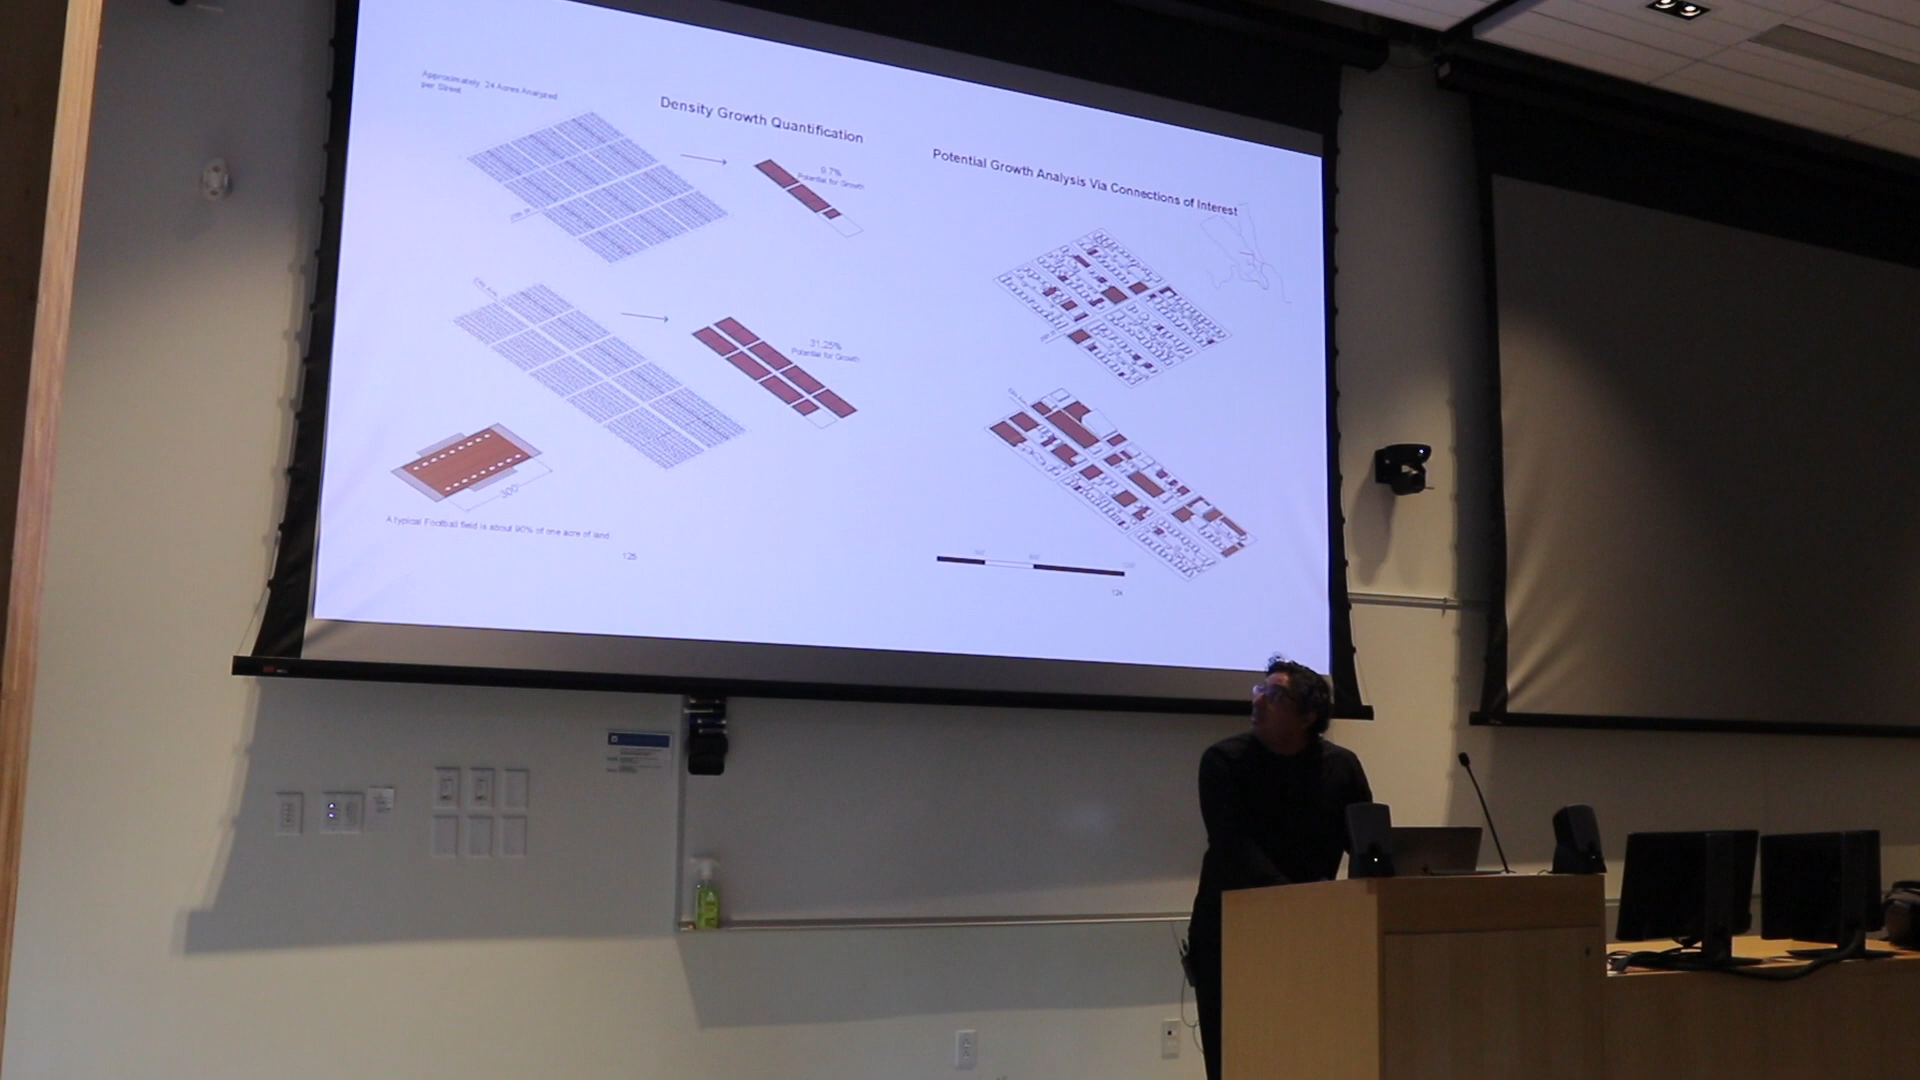 Approximately 24 Acres Analyzed
per Street
Density Growth Quantification
9.7%
Potential for Growth
31.25%
Potential for Growth
300'
A typical Football field is about 90% of one acre of land
125
Potential Growth Analysis Via Connections of Interest
124